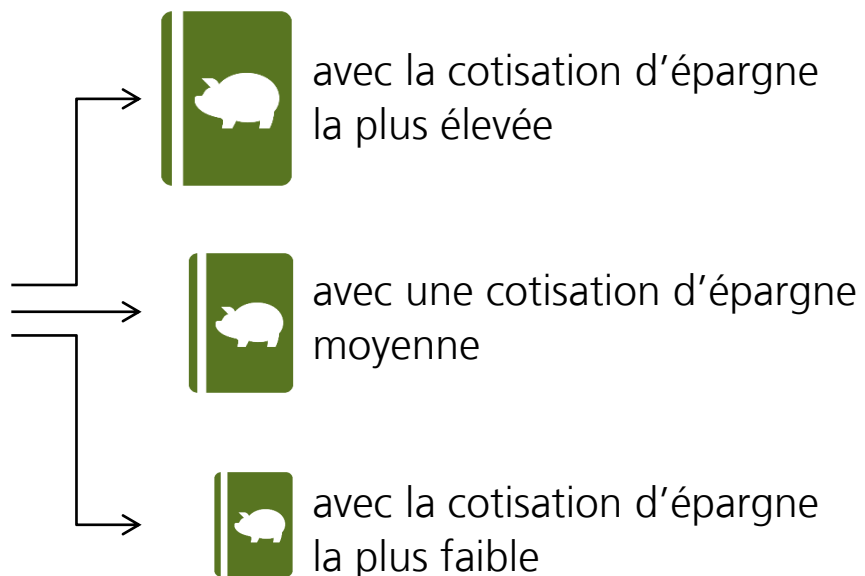 avec la cotisation d’épargne
la plus élevée
avec une cotisation d’épargne
moyenne
avec la cotisation d’épargne
la plus faible